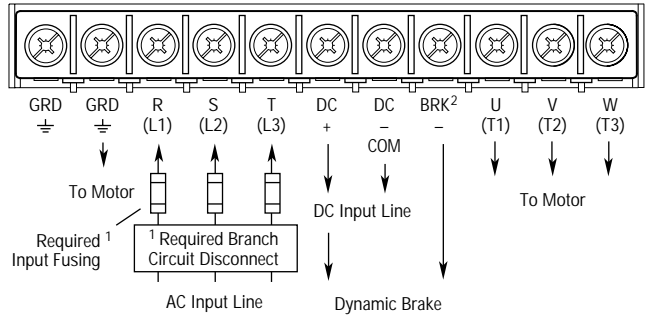 GRD GRD R S T DC DC BRK² U V W
(L1) (L2) (L3) + – – (T1) (T2) (T3)
COM
To Motor
To Motor
DC Input Line
Required ¹
Input Fusing
¹ Required Branch
Circuit Disconnect
AC Input Line
Dynamic Brake